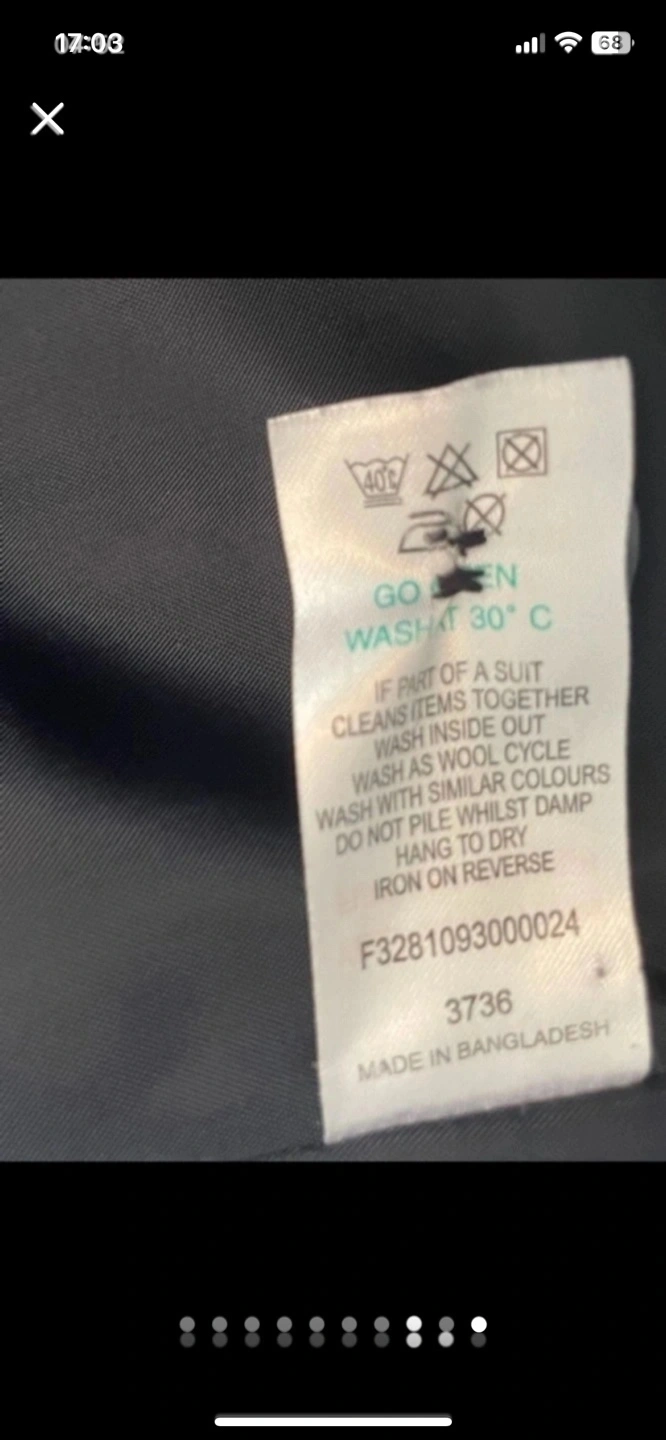 17:03
68
40°C
GO
WASH AT 30° C
IF PART OF A SUIT
CLEANS ITEMS TOGETHER
WASH INSIDE OUT
WASH AS WOOL CYCLE
WASH WITH SIMILAR COLOURS
DO NOT PILE WHILST DAMP
HANG TO DRY
IRON ON REVERSE
F3281093000024
3736
MADE IN BANGLADESH